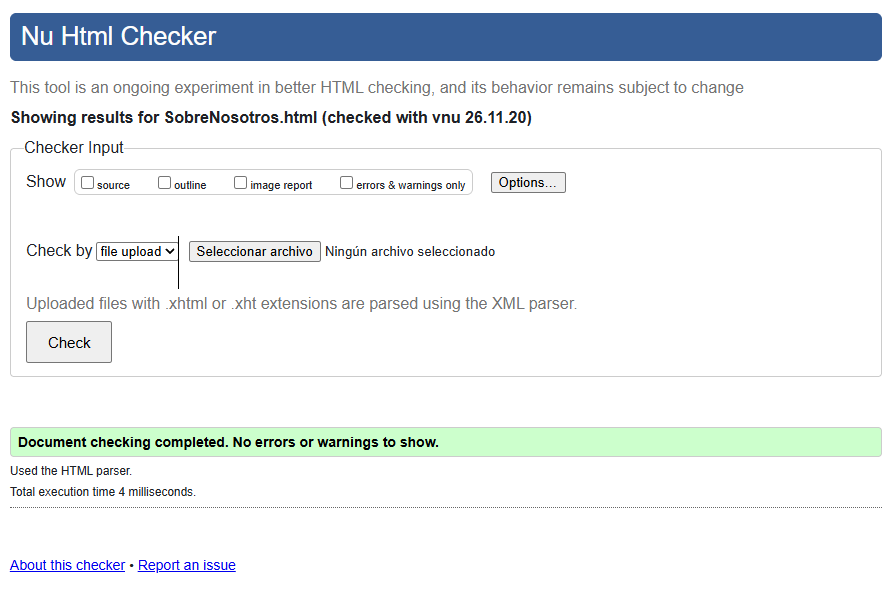 Nu Html Checker
This tool is an ongoing experiment in better HTML checking, and its behavior remains subject to change
Showing results for SobreNosotros.html (checked with vnu 26.11.20)
Checker Input
Show source outline image report errors & warnings only Options...
Check by file upload Seleccionar archivo Ningún archivo seleccionado
Uploaded files with .xhtml or .xht extensions are parsed using the XML parser.
Check
Document checking completed. No errors or warnings to show.
Used the HTML parser.
Total execution time 4 milliseconds.
About this checker • Report an issue